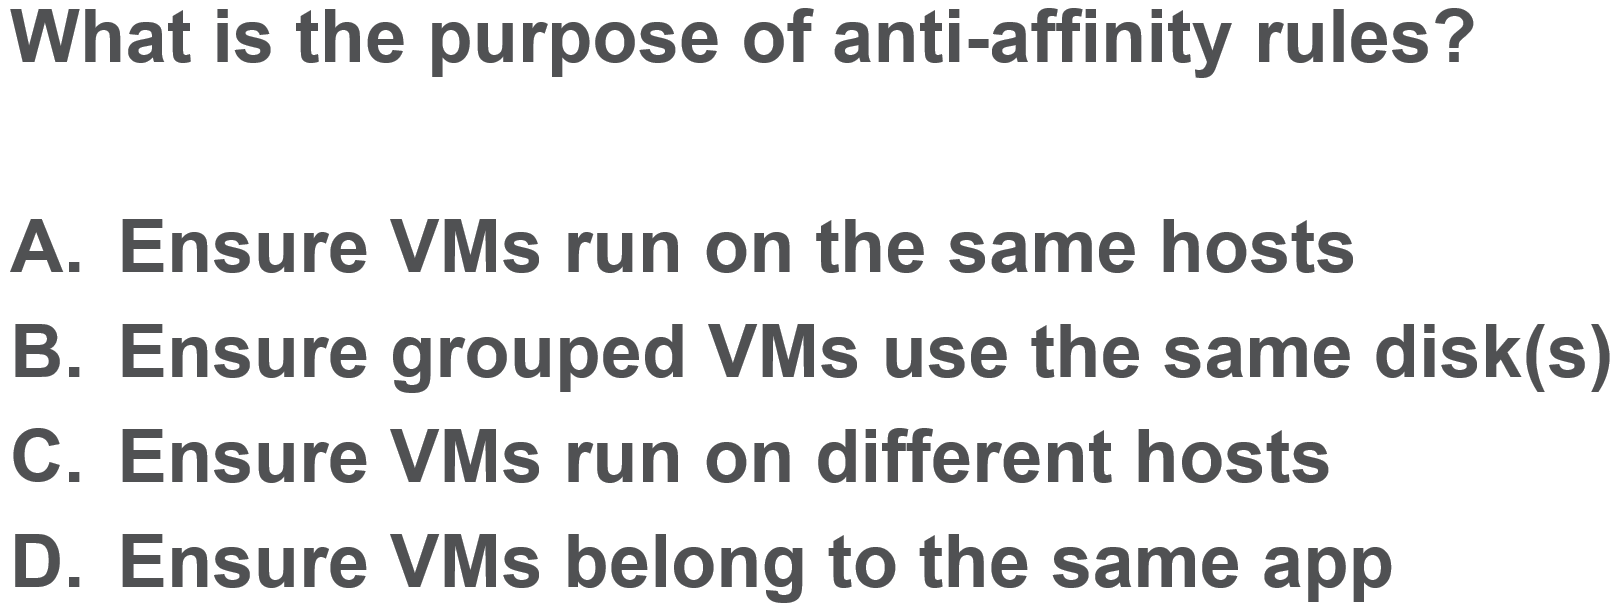 What is the purpose of anti-affinity rules?
A. Ensure VMs run on the same hosts
B. Ensure grouped VMs use the same disk(s)
C. Ensure VMs run on different hosts
D. Ensure VMs belong to the same app